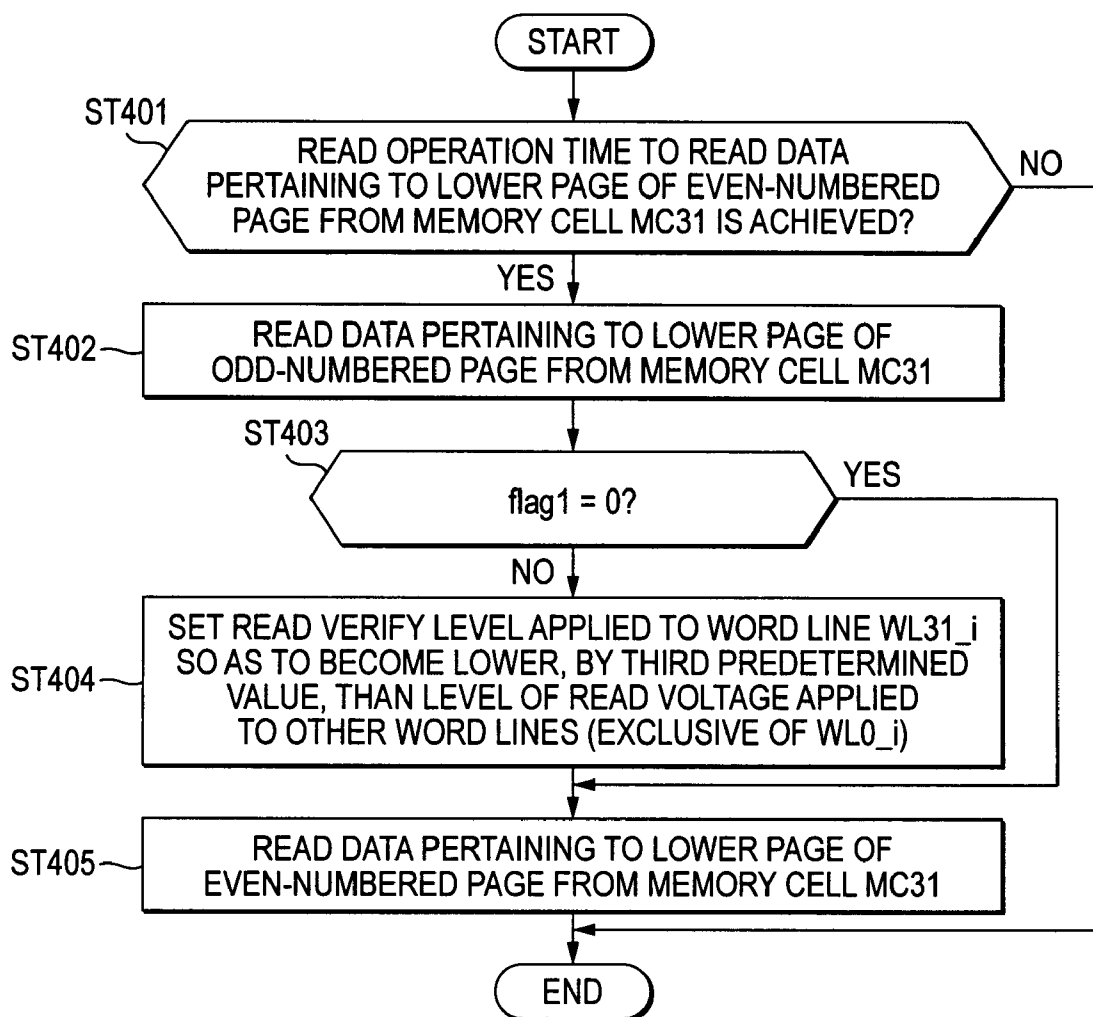 START
ST401
READ OPERATION TIME TO READ DATA
PERTAINING TO LOWER PAGE OF EVEN-NUMBERED
PAGE FROM MEMORY CELL MC31 IS ACHIEVED?
NO
YES
ST402
READ DATA PERTAINING TO LOWER PAGE OF
ODD-NUMBERED PAGE FROM MEMORY CELL MC31
ST403
flag1 = 0?
YES
NO
ST404
SET READ VERIFY LEVEL APPLIED TO WORD LINE WL31_i
SO AS TO BECOME LOWER, BY THIRD PREDETERMINED
VALUE, THAN LEVEL OF READ VOLTAGE APPLIED
TO OTHER WORD LINES (EXCLUSIVE OF WL0_i)
ST405
READ DATA PERTAINING TO LOWER PAGE OF
EVEN-NUMBERED PAGE FROM MEMORY CELL MC31
END